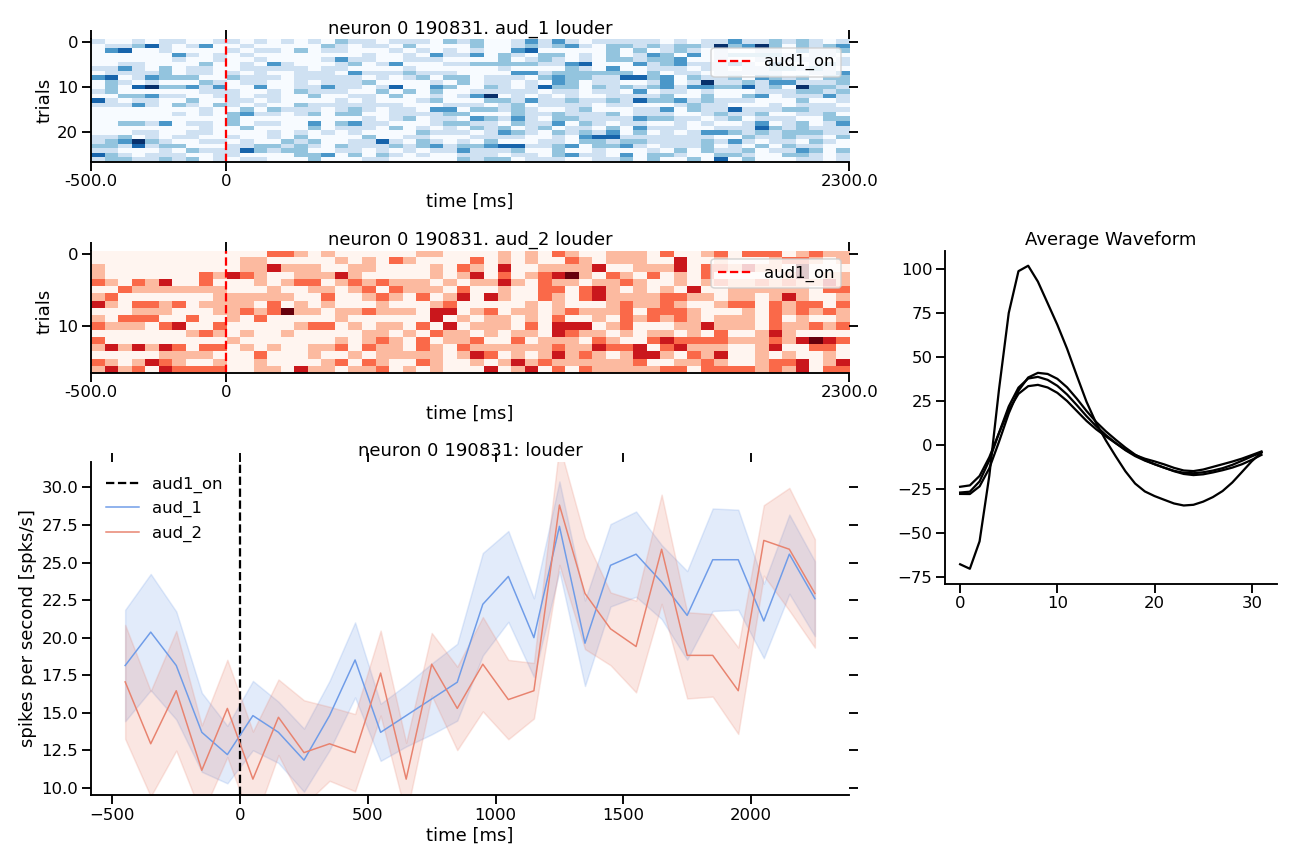 neuron 0 190831. aud_1 louder
0
10
20
trials
aud1_on
-500.0
0
2300.0
time [ms]
neuron 0 190831. aud_2 louder
0
10
trials
aud1_on
-500.0
0
2300.0
time [ms]
Average Waveform
100
75
50
25
0
−25
−50
−75
0
10
20
30
neuron 0 190831: louder
aud1_on
aud_1
aud_2
30.0
27.5
25.0
22.5
20.0
17.5
15.0
12.5
10.0
spikes per second [spks/s]
−500
0
500
1000
1500
2000
time [ms]